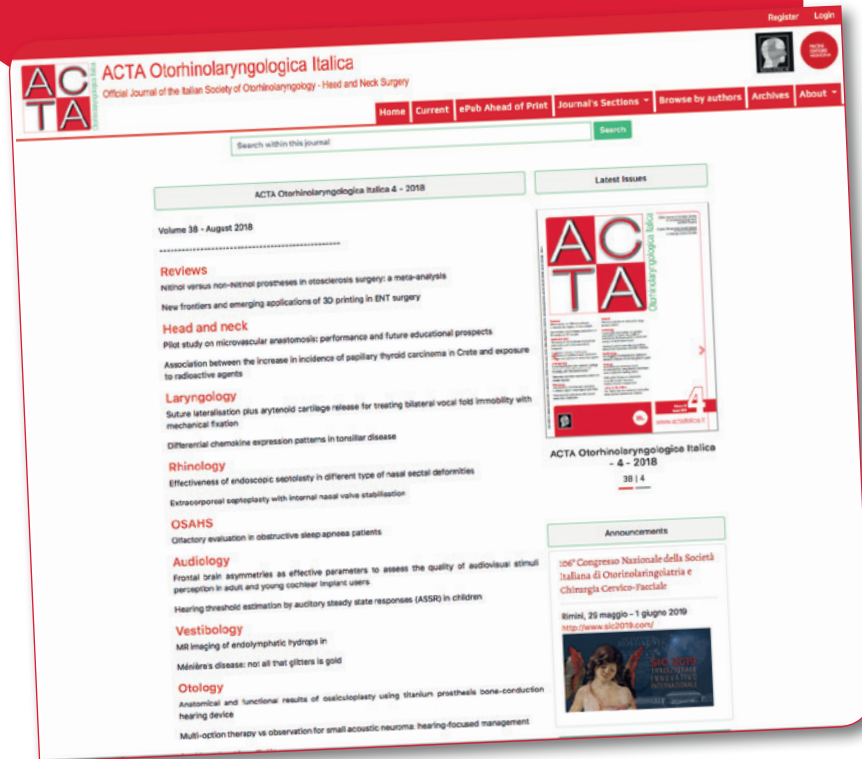 Register Login
ACTA
Otorhinolaryngologica Italica
ACTA Otorhinolaryngologica Italica
Official Journal of the Italian Society of Otorhinolaryngology - Head and Neck Surgery
Home Current ePub Ahead of Print Journal's Sections Browse by authors Archives About
Search within this journal
Search
ACTA Otorhinolaryngologica Italica 4 - 2018
Volume 38 - August 2018
Reviews
Nitinol versus non-Nitinol prostheses in otosclerosis surgery: a meta-analysis
New frontiers and emerging applications of 3D printing in ENT surgery
Head and neck
Pilot study on microvascular anastomosis: performance and future educational prospects
Association between the increase in incidence of papillary thyroid carcinoma in Crete and exposure
to radioactive agents
Laryngology
Suture lateralisation plus arytenoid cartilage release for treating bilateral vocal fold immobility with
mechanical fixation
Differential chemokine expression patterns in tonsillar disease
Rhinology
Effectiveness of endoscopic septolasty in different type of nasal septal deformities
Extracorporeal septoplasty with internal nasal valve stabilisation
OSAHS
Olfactory evaluation in obstructive sleep apnoea patients
Audiology
Frontal brain asymmetries as effective parameters to assess the quality of audiovisual stimuli
perception in adult and young cochlear implant users
Hearing threshold estimation by auditory steady state responses (ASSR) in children
Vestibology
MR imaging of endolymphatic hydrops in
Ménière's disease: not all that glitters is gold
Otology
Anatomical and functional results of ossiculoplasty using titanium prosthesis bone-conduction
hearing device
Multi-option therapy vs observation for small acoustic neuroma: hearing-focused management
Latest Issues
ACTA
Otorhinolaryngologica Italica
4
www.actaitalica.it
ACTA Otorhinolaryngologica Italica
- 4 - 2018
38 | 4
Announcements
106° Congresso Nazionale della Società
Italiana di Otorinolaringoiatria e
Chirurgia Cervico-Facciale
Rimini, 29 maggio - 1 giugno 2019
http://www.sic2019.com/
SIO 2019
INNOVATIVO
INTERNAZIONALE